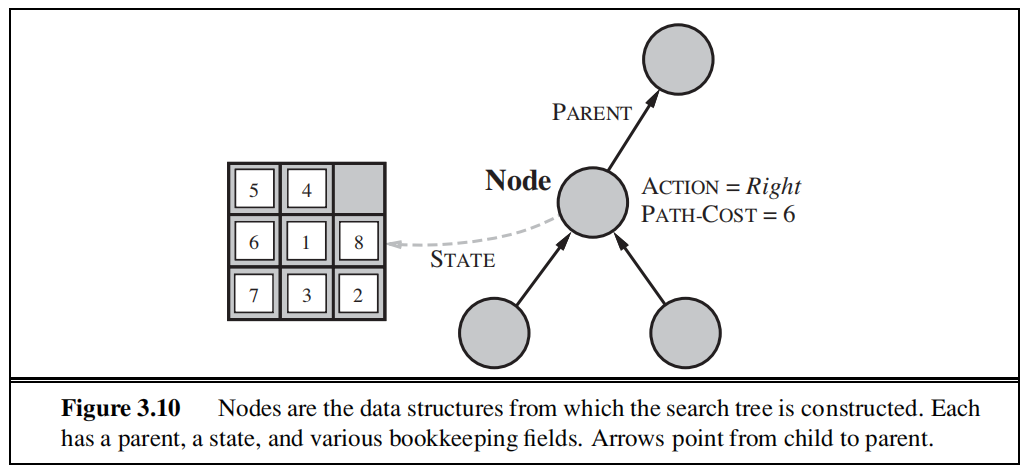 PARENT
Node
ACTION = Right
PATH-COST = 6
5 4
6 1 8
STATE
7 3 2
Figure 3.10 Nodes are the data structures from which the search tree is constructed. Each
has a parent, a state, and various bookkeeping fields. Arrows point from child to parent.